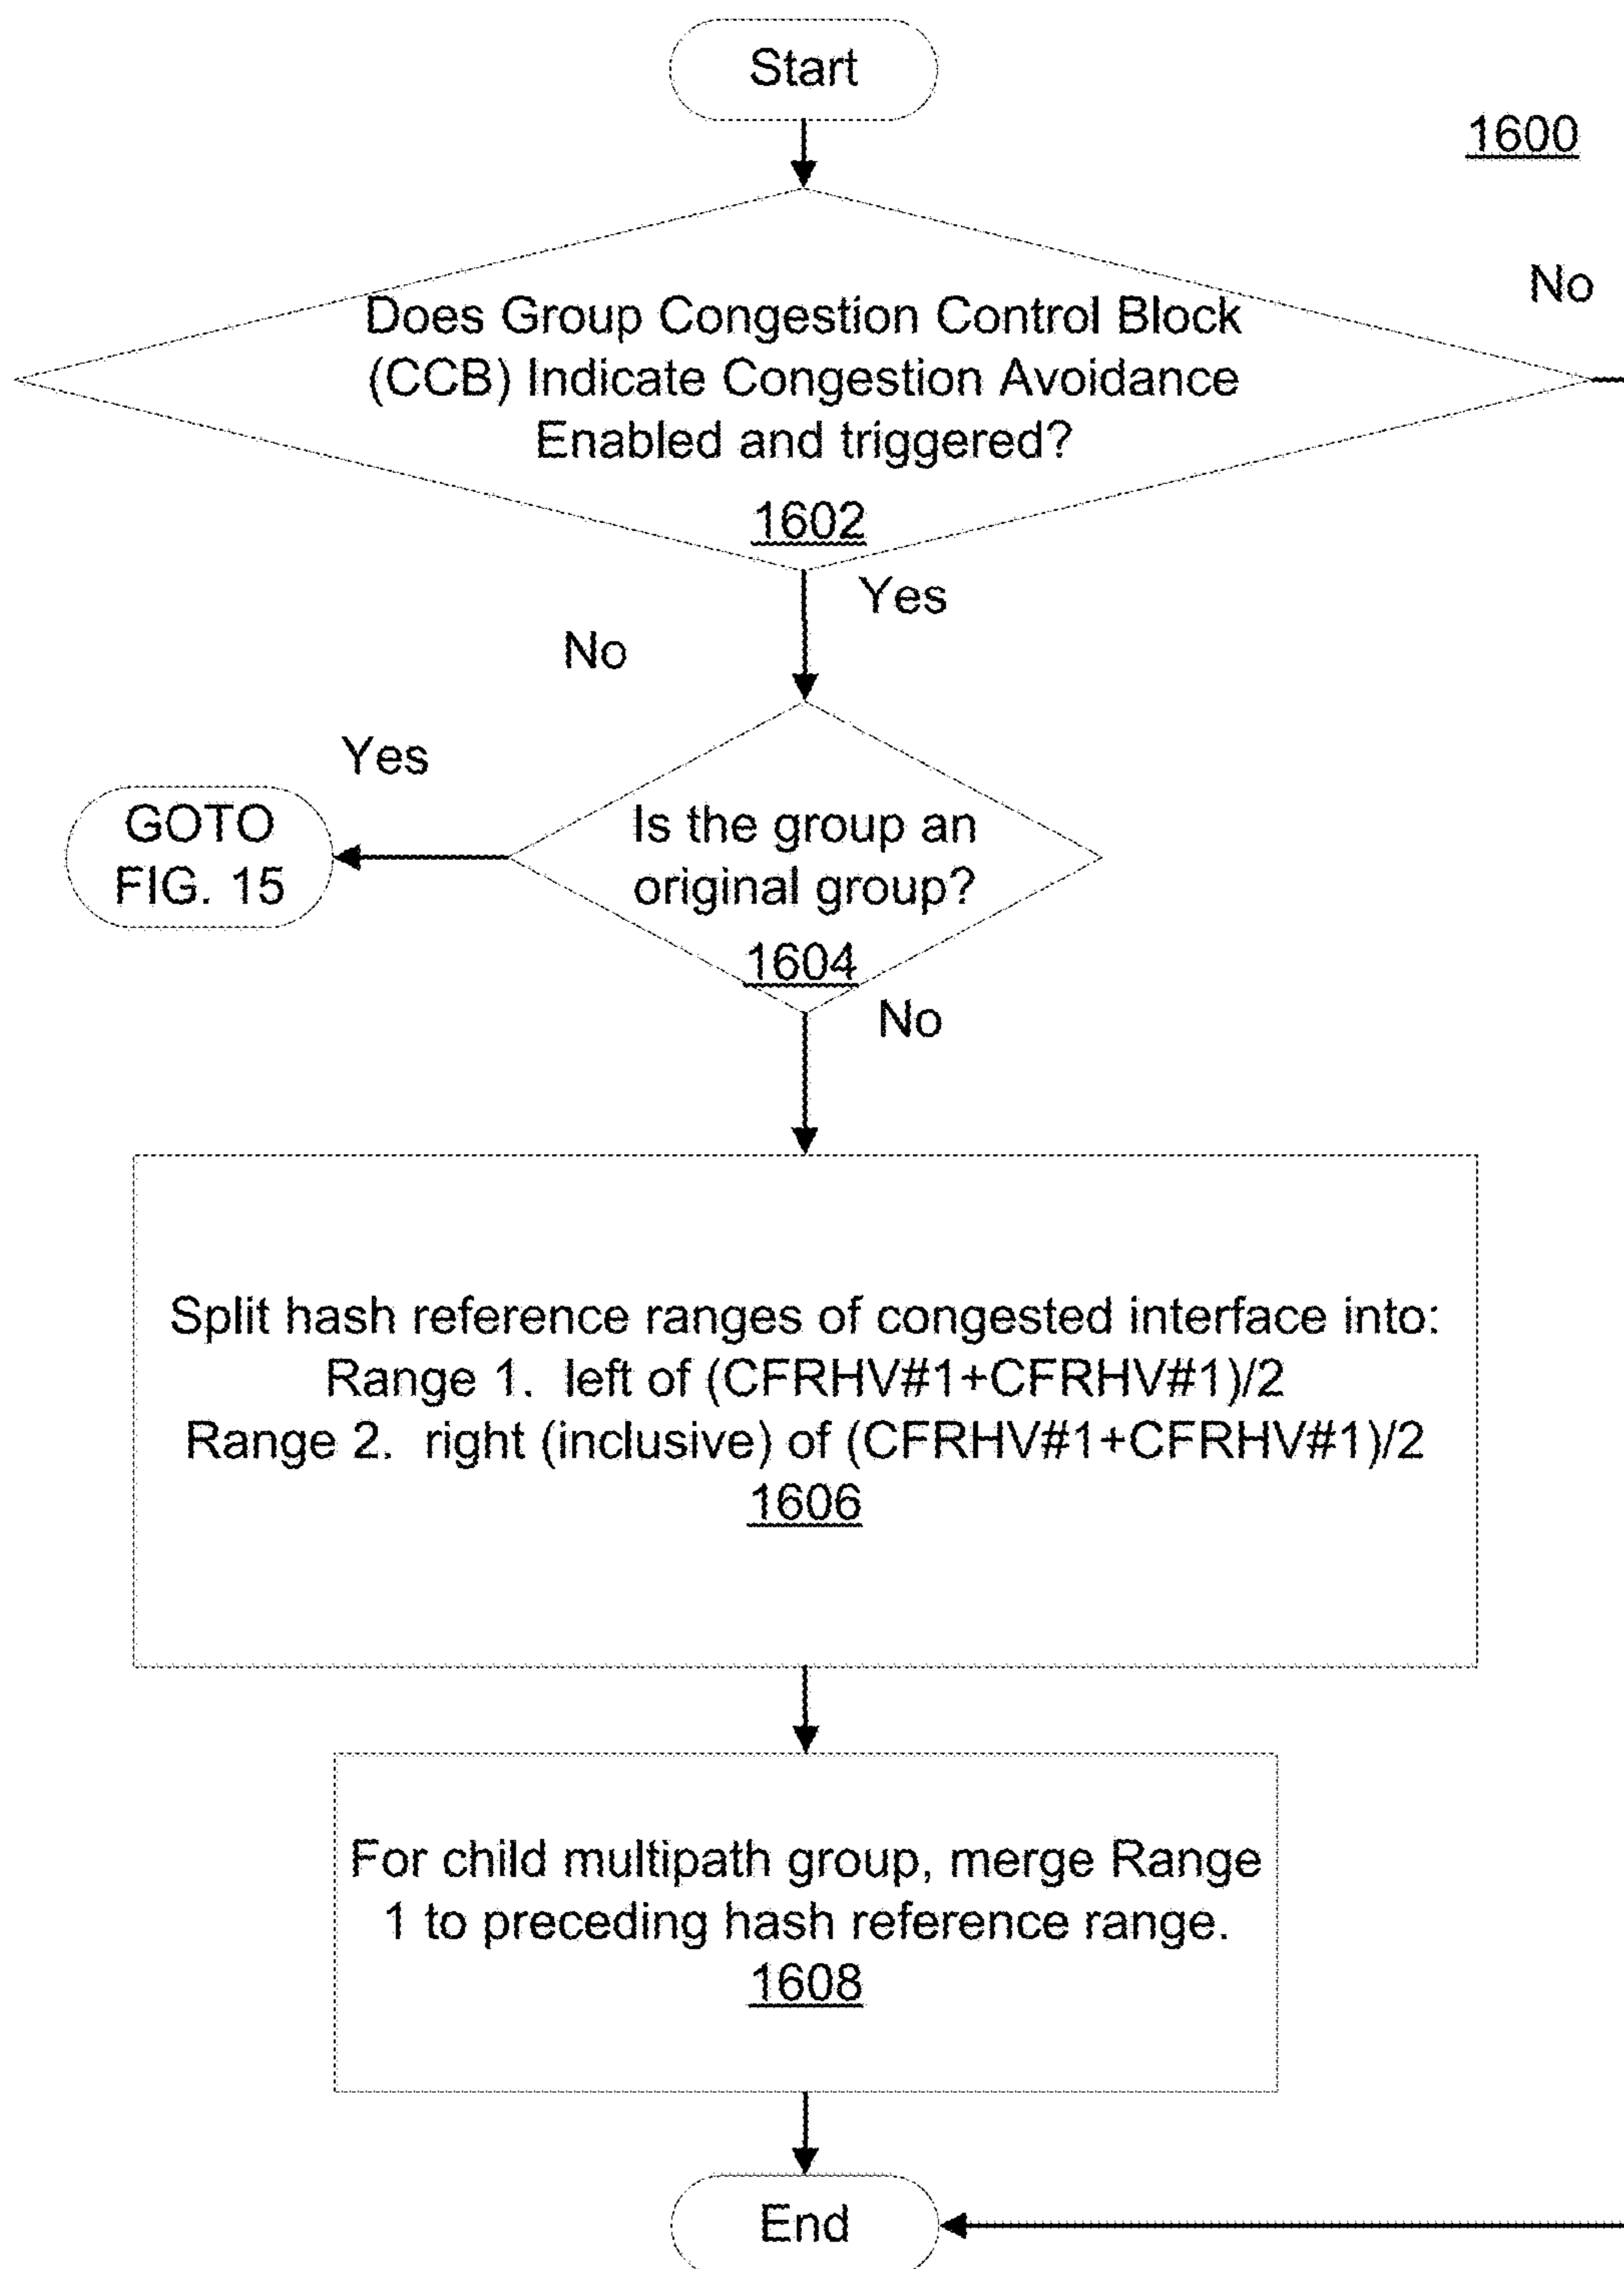 Start
1600
Does Group Congestion Control Block
(CCB) Indicate Congestion Avoidance
Enabled and triggered?
1602
No
Yes
No
Yes
GOTO
FIG. 15
Is the group an
original group?
1604
No
Split hash reference ranges of congested interface into:
Range 1. left of (CFRHV#1+CFRHV#1)/2
Range 2. right (inclusive) of (CFRHV#1+CFRHV#1)/2
1606
For child multipath group, merge Range
1 to preceding hash reference range.
1608
End